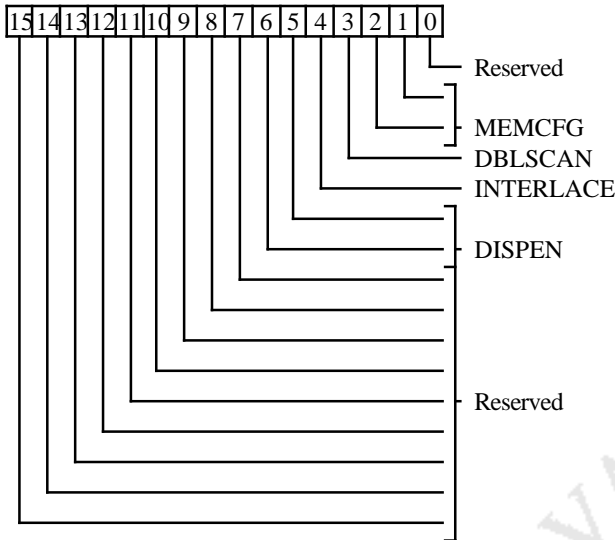 15 14 13 12 11 10 9 8 7 6 5 4 3 2 1 0
Reserved
MEMCFG
DBLSCAN
INTERLACE
DISPEN
Reserved